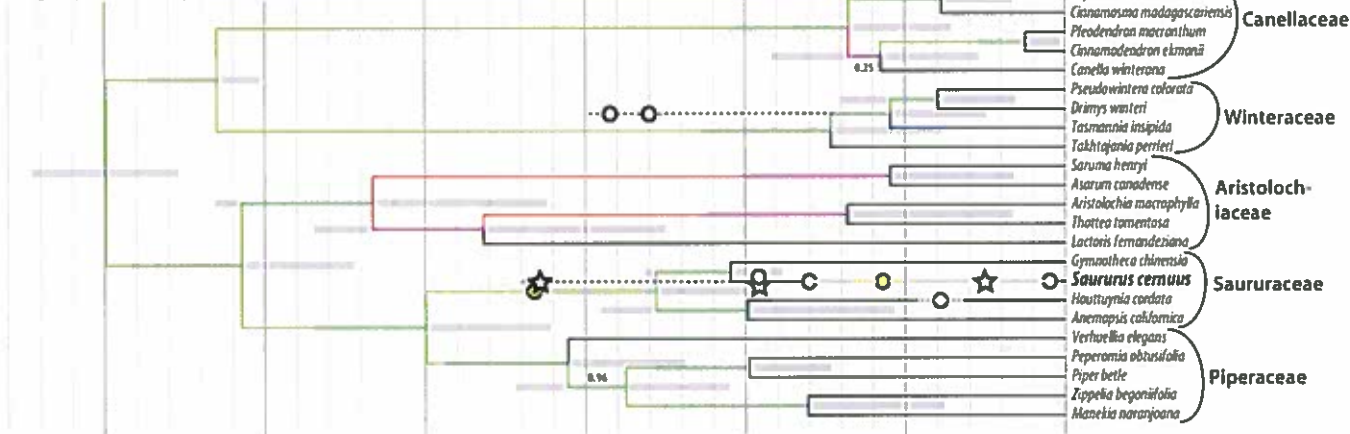 Cinnamosma madagascariensis
Canellaceae
Pleodendron macranthum
Cinnamodendron ekmanii
0.25
Canella winterana
Pseudowintera colorata
Drimys winteri
Winteraceae
Tasmannia insipida
Takhtajania perrieri
Saruma henryi
Asarum canadense
Aristoloch-
iaceae
Aristolochia macrophylla
Thottea tomentosa
Lactoris fernandeziana
Gymnotheca chinensis
Saururus cernuus
Saururaceae
Houttuynia cordata
Anemopsis californica
Verhuellia elegans
Peperomia obtusifolia
0.96
Piper betle
Piperaceae
Zippelia begoniifolia
Manekia naranjoana